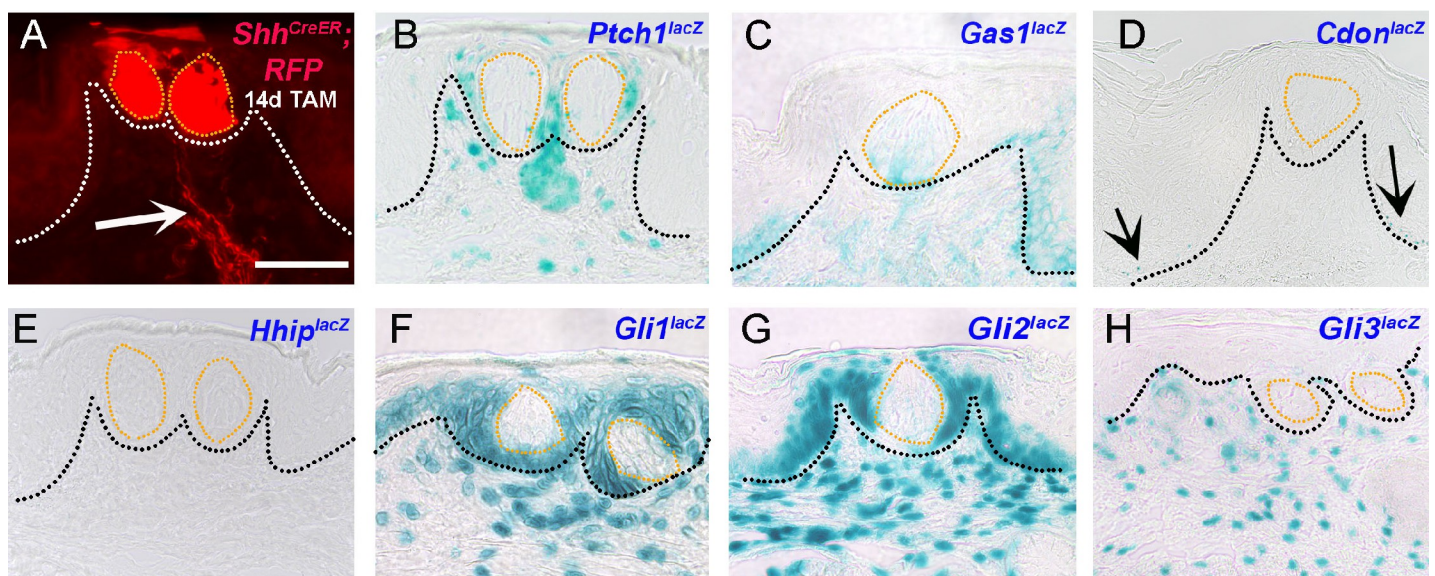 A
Shh^CreER;
RFP
14d TAM
B
Ptch1^lacZ
C
Gas1^lacZ
D
Cdon^lacZ
E
Hhip^lacZ
F
Gli1^lacZ
G
Gli2^lacZ
H
Gli3^lacZ